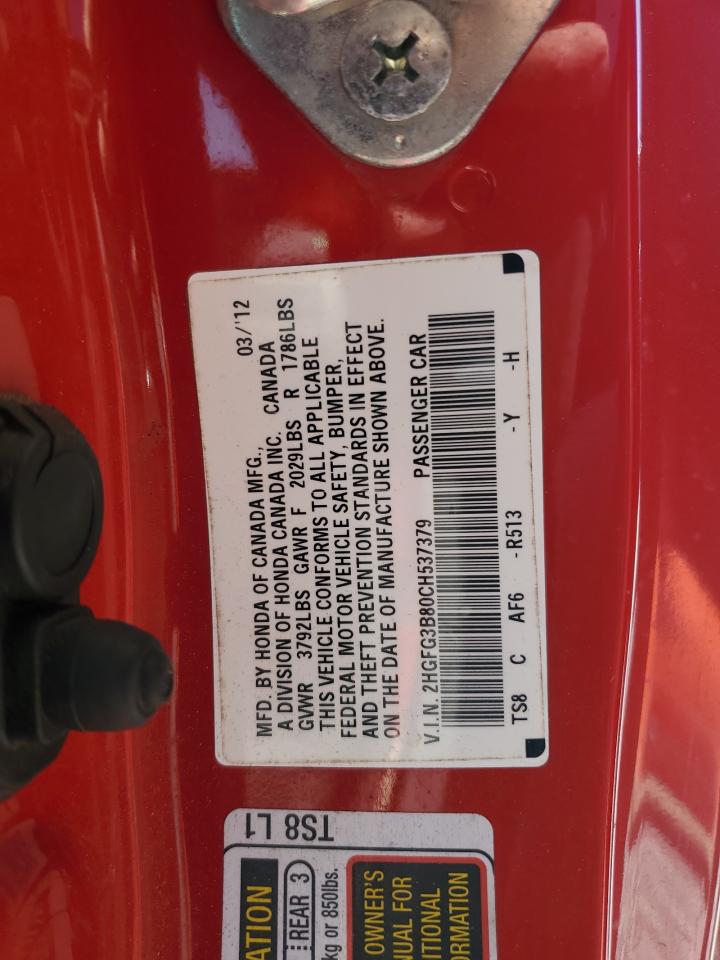 MFD. BY HONDA OF CANADA MFG., 03/'12
A DIVISION OF HONDA CANADA INC. CANADA
GVWR 3792LBS GAWR F 2029LBS R 1786LBS
THIS VEHICLE CONFORMS TO ALL APPLICABLE
FEDERAL MOTOR VEHICLE SAFETY, BUMPER,
AND THEFT PREVENTION STANDARDS IN EFFECT
ON THE DATE OF MANUFACTURE SHOWN ABOVE.
V.I.N. 2HGFG3B80CH537379 PASSENGER CAR
TS8 C AF6 -R513 -Y -H
TS8 L1
ATION
REAR 3
kg or 850lbs.
OWNER'S
NUAL FOR
DITIONAL
ORMATION